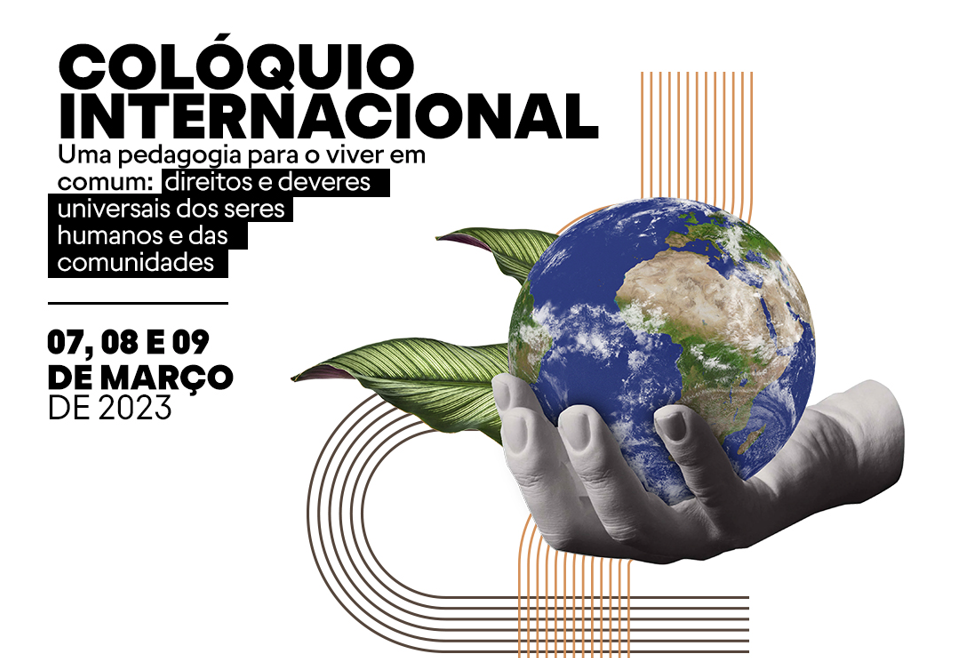 COLÓQUIO
INTERNACIONAL
Uma pedagogia para o viver em
comum: direitos e deveres
universais dos seres
humanos e das
comunidades
07, 08 E 09
DE MARÇO
DE 2023